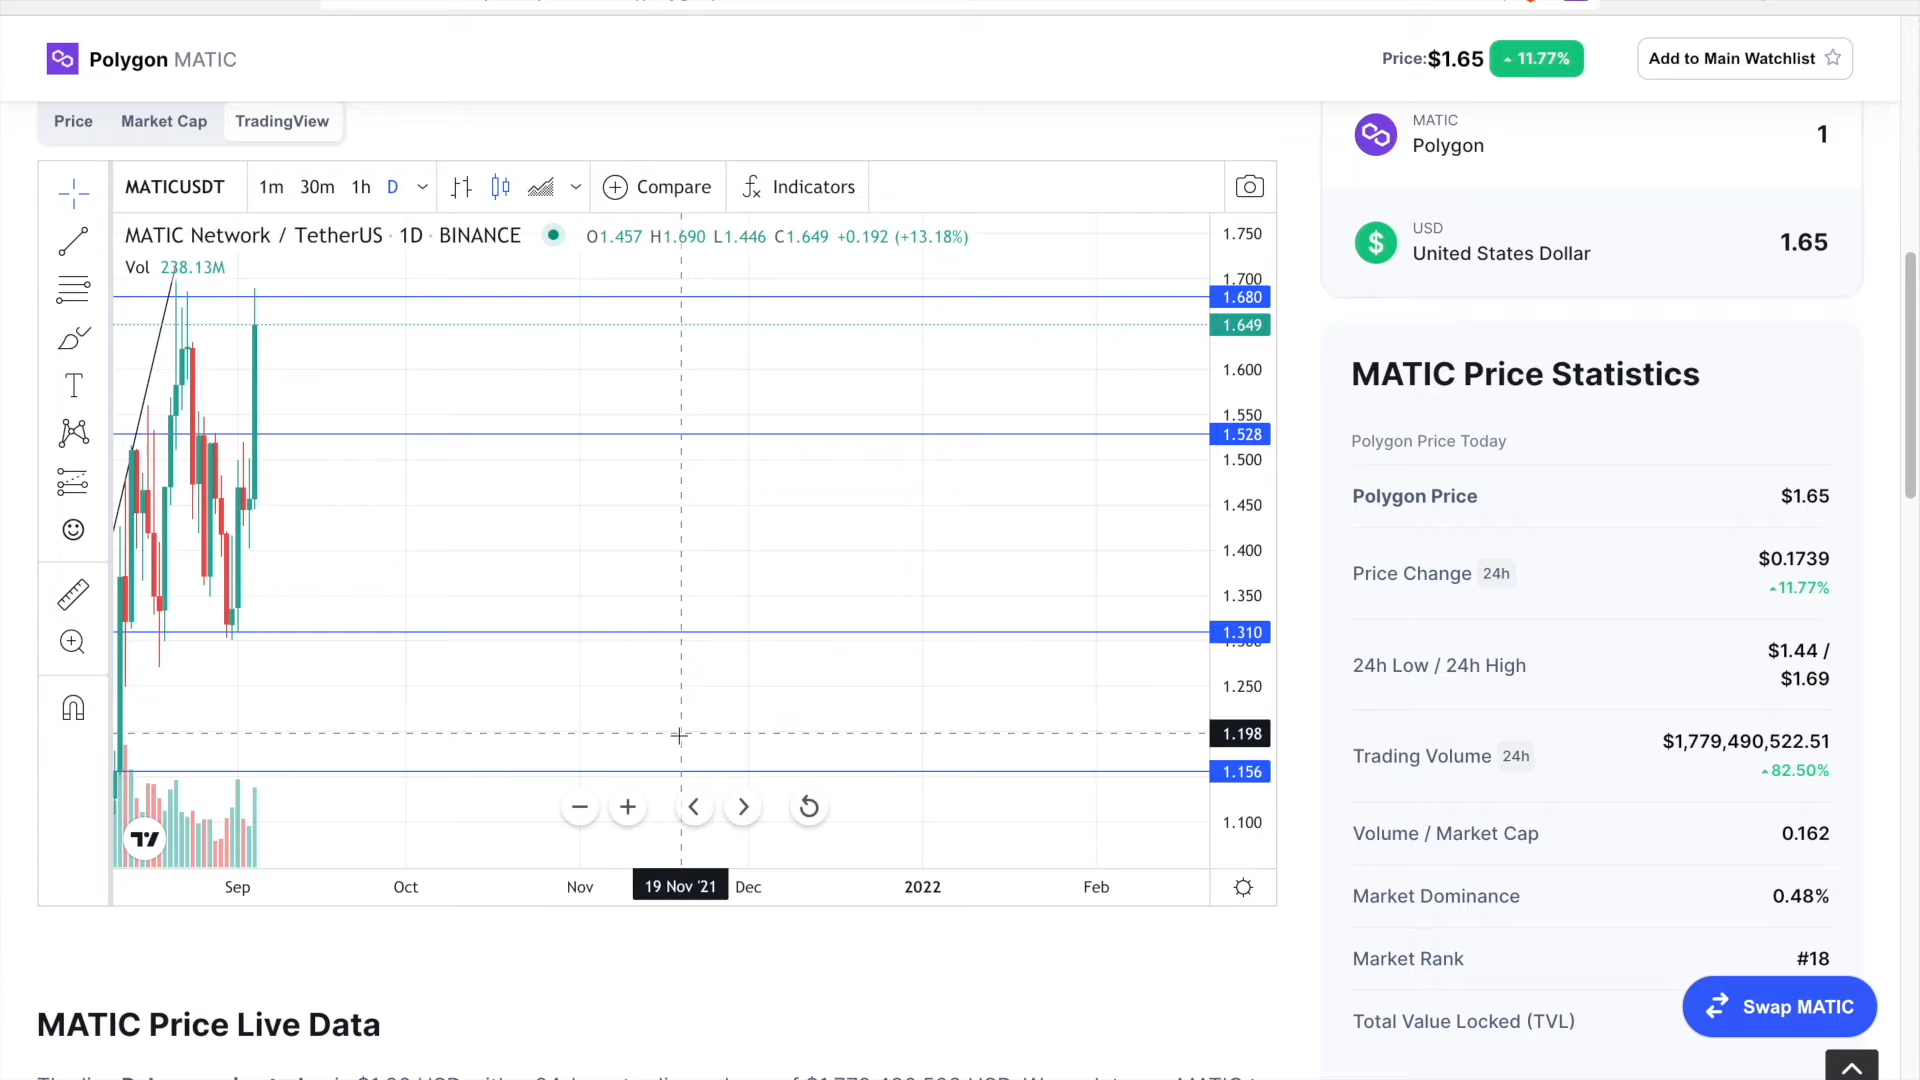 Polygon MATIC
Price:$1.65 11.77%
Add to Main Watchlist
Price Market Cap TradingView
MATICUSDT 1m 30m 1h D Compare Indicators
MATIC Network / TetherUS · 1D · BINANCE O1.457 H1.690 L1.446 C1.649 +0.192 (+13.18%)
Vol 238.13M
1.750
1.700
1.680
1.649
1.600
1.550
1.528
1.500
1.450
1.400
1.350
1.310
1.250
1.198
1.156
1.100
Sep Oct Nov 19 Nov '21 Dec 2022 Feb
MATIC
Polygon
1
USD
United States Dollar
1.65
MATIC Price Statistics
Polygon Price Today
Polygon Price $1.65
Price Change 24h $0.1739
11.77%
24h Low / 24h High $1.44 /
$1.69
Trading Volume 24h $1,779,490,522.51
82.50%
Volume / Market Cap 0.162
Market Dominance 0.48%
Market Rank #18
Total Value Locked (TVL)
Swap MATIC
MATIC Price Live Data